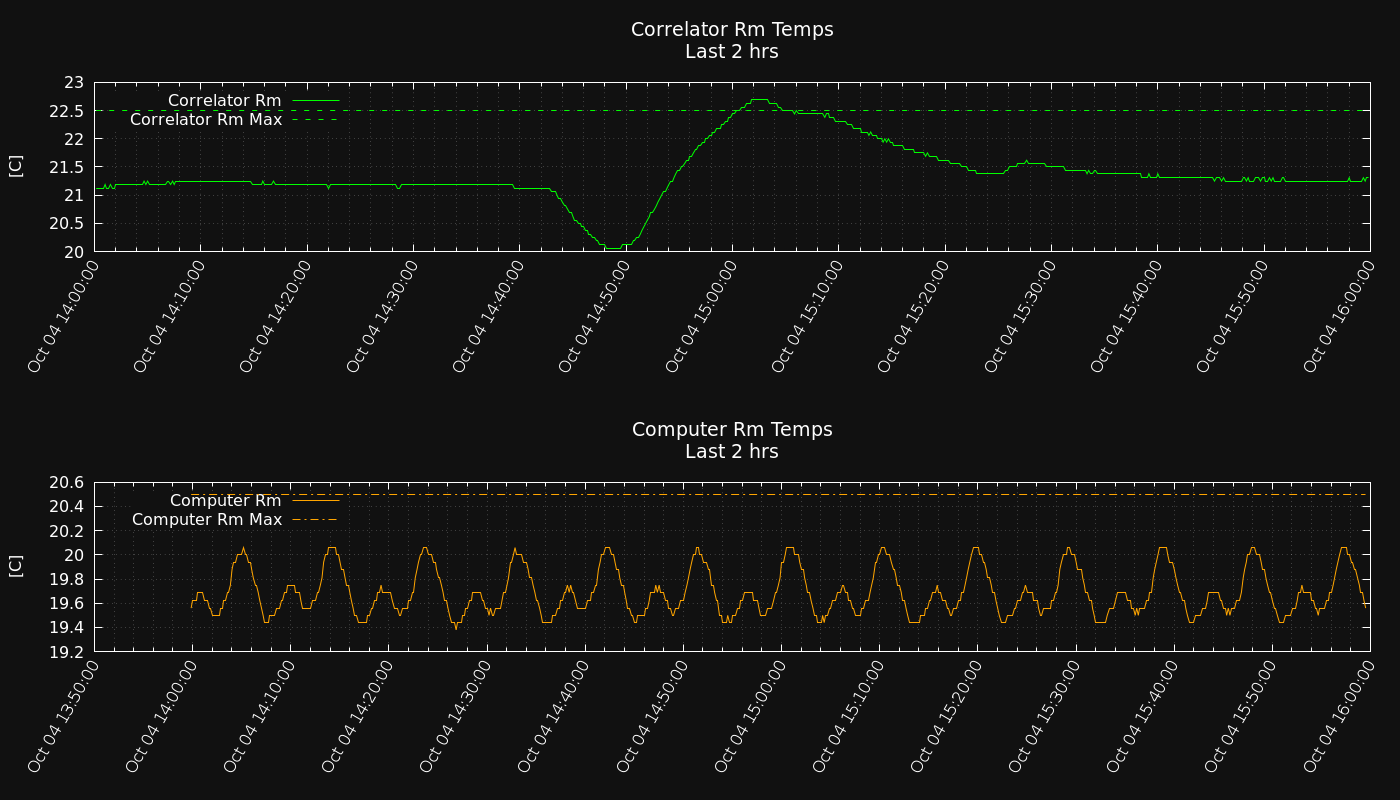 Correlator Rm Temps
Last 2 hrs
[C]
23
22.5
22
21.5
21
20.5
20
Correlator Rm
Correlator Rm Max
Oct 04 14:00:00
Oct 04 14:10:00
Oct 04 14:20:00
Oct 04 14:30:00
Oct 04 14:40:00
Oct 04 14:50:00
Oct 04 15:00:00
Oct 04 15:10:00
Oct 04 15:20:00
Oct 04 15:30:00
Oct 04 15:40:00
Oct 04 15:50:00
Oct 04 16:00:00
Computer Rm Temps
Last 2 hrs
[C]
20.6
20.4
20.2
20
19.8
19.6
19.4
19.2
Computer Rm
Computer Rm Max
Oct 04 13:50:00
Oct 04 14:00:00
Oct 04 14:10:00
Oct 04 14:20:00
Oct 04 14:30:00
Oct 04 14:40:00
Oct 04 14:50:00
Oct 04 15:00:00
Oct 04 15:10:00
Oct 04 15:20:00
Oct 04 15:30:00
Oct 04 15:40:00
Oct 04 15:50:00
Oct 04 16:00:00